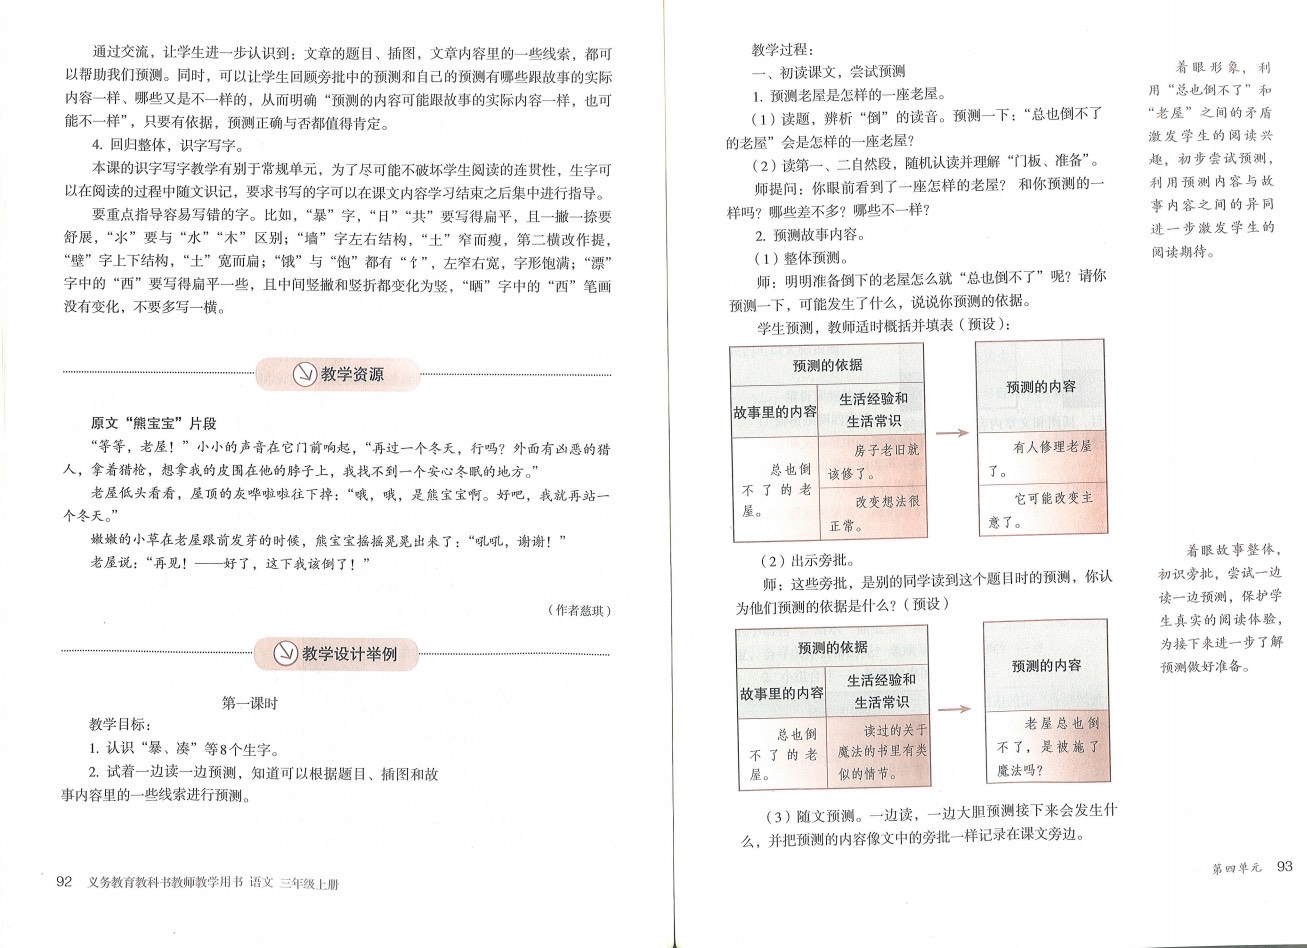 通过交流，让学生进一步认识到：文章的题目、插图，文章内容里的一些线索，都可
以帮助我们预测。同时，可以让学生回顾旁批中的预测和自己的预测有哪些跟故事的实际
内容一样、哪些又是不一样的，从而明确“预测的内容可能跟故事的实际内容一样，也可
能不一样”，只要有依据，预测正确与否都值得肯定。
4. 回归整体，识字写字。
本课的识字写字教学有别于常规单元，为了尽可能不破坏学生阅读的连贯性，生字可
以在阅读的过程中随文识记，要求书写的字可以在课文内容学习结束之后集中进行指导。
要重点指导容易写错的字。比如，“暴”字，“日”“共”要写得扁平，且一撇一捺要
舒展，“氺”要与“水”“木”区别；“墙”字左右结构，“土”窄而瘦，第二横改作提，
“壁”字上下结构，“土”宽而扁；“饿”与“饱”都有“饣”，左窄右宽，字形饱满；“漂”
字中的“西”要写得扁平一些，且中间竖撇和竖折都变化为竖，“晒”字中的“西”笔画
没有变化，不要多写一横。
教学资源
原文“熊宝宝”片段
“等等，老屋！”小小的声音在它门前响起，“再过一个冬天，行吗？外面有凶恶的猎
人，拿着猎枪，想拿我的皮围在他的脖子上，我找不到一个安心冬眠的地方。”
老屋低头看看，屋顶的灰哗啦啦往下掉：“哦，哦，是熊宝宝啊。好吧，我就再站一
个冬天。”
嫩嫩的小草在老屋跟前发芽的时候，熊宝宝摇摇晃晃出来了：“吼吼，谢谢！”
老屋说：“再见！——好了，这下我该倒了！”
（作者慈琪）
教学设计举例
第一课时
教学目标：
1. 认识“暴、凑”等8个生字。
2. 试着一边读一边预测，知道可以根据题目、插图和故
事内容里的一些线索进行预测。
92 义务教育教科书教师教学用书 语文 三年级上册
教学过程：
一、初读课文，尝试预测
1. 预测老屋是怎样的一座老屋。
（1）读题，辨析“倒”的读音。预测一下：“总也倒不了
的老屋”会是怎样的一座老屋？
（2）读第一、二自然段，随机认读并理解“门板、准备”。
师提问：你眼前看到了一座怎样的老屋？ 和你预测的一
样吗？哪些差不多？哪些不一样？
2. 预测故事内容。
（1）整体预测。
师：明明准备倒下的老屋怎么就“总也倒不了”呢？请你
预测一下，可能发生了什么，说说你预测的依据。
学生预测，教师适时概括并填表（预设）：
预测的依据
故事里的内容
生活经验和
生活常识
总也倒
不了的老
屋。
房子老旧就
该修了。
改变想法很
正常。
预测的内容
有人修理老屋
了。
它可能改变主
意了。
（2）出示旁批。
师：这些旁批，是别的同学读到这个题目时的预测，你认
为他们预测的依据是什么？（预设）
预测的依据
故事里的内容
生活经验和
生活常识
总也倒
不了的老
屋。
读过的关于
魔法的书里有类
似的情节。
预测的内容
老屋总也倒
不了，是被施了
魔法吗？
（3）随文预测。一边读，一边大胆预测接下来会发生什
么，并把预测的内容像文中的旁批一样记录在课文旁边。
着眼形象，利
用“总也倒不了”和
“老屋”之间的矛盾
激发学生的阅读兴
趣，初步尝试预测，
利用预测内容与故
事内容之间的异同
进一步激发学生的
阅读期待。
着眼故事整体，
初识旁批，尝试一边
读一边预测，保护学
生真实的阅读体验，
为接下来进一步了解
预测做好准备。
第四单元 93